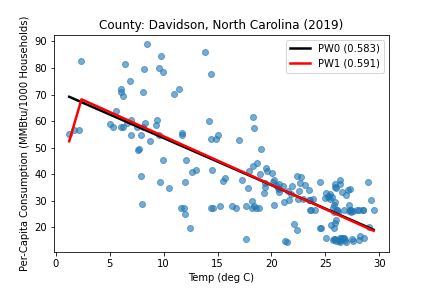 County: Davidson, North Carolina (2019)
Per-Capita Consumption (MMBtu/1000 Households)
90
80
70
60
50
40
30
20
PW0 (0.583)
PW1 (0.591)
0 5 10 15 20 25 30
Temp (deg C)